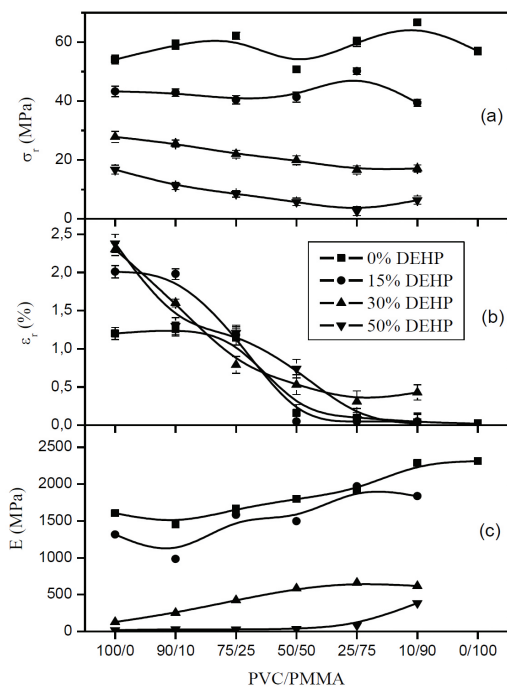 60
40
20
0
σr (MPa)
(a)
2,5
2,0
1,5
1,0
0,5
0,0
εr (%)
0% DEHP
15% DEHP
30% DEHP
50% DEHP
(b)
2500
2000
1500
1000
500
0
E (MPa)
(c)
100/0 90/10 75/25 50/50 25/75 10/90 0/100
PVC/PMMA